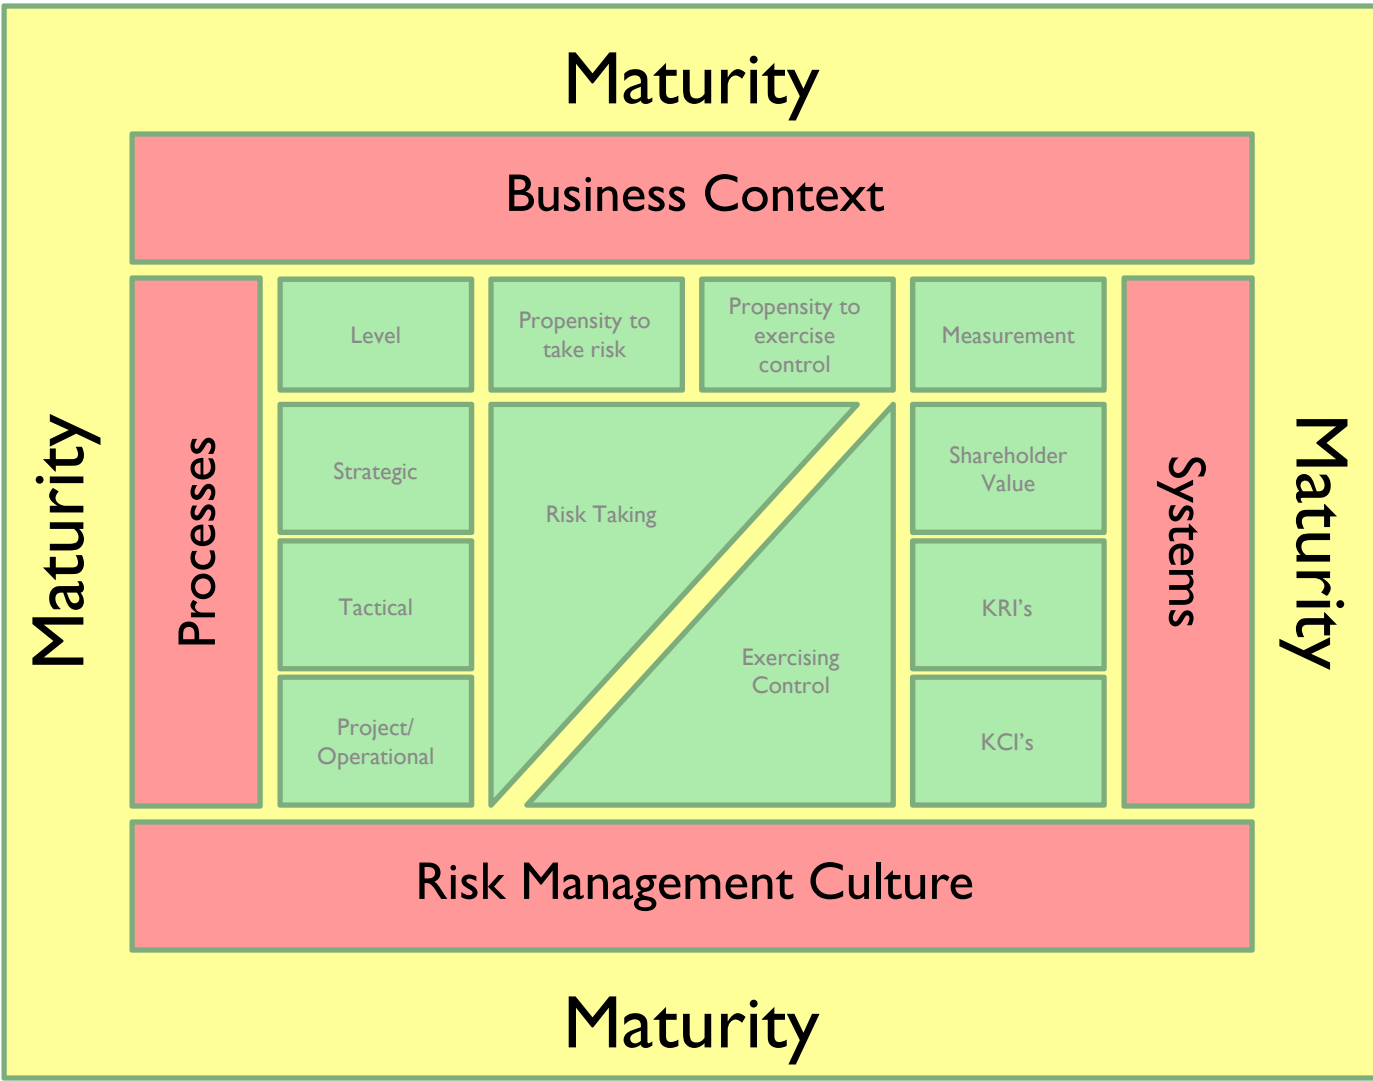 Maturity
Business Context
Maturity
Processes
Level
Propensity to
take risk
Propensity to
exercise
control
Measurement
Systems
Maturity
Strategic
Risk Taking
Shareholder
Value
Tactical
KRI’s
Exercising
Control
Project/
Operational
KCI’s
Risk Management Culture
Maturity